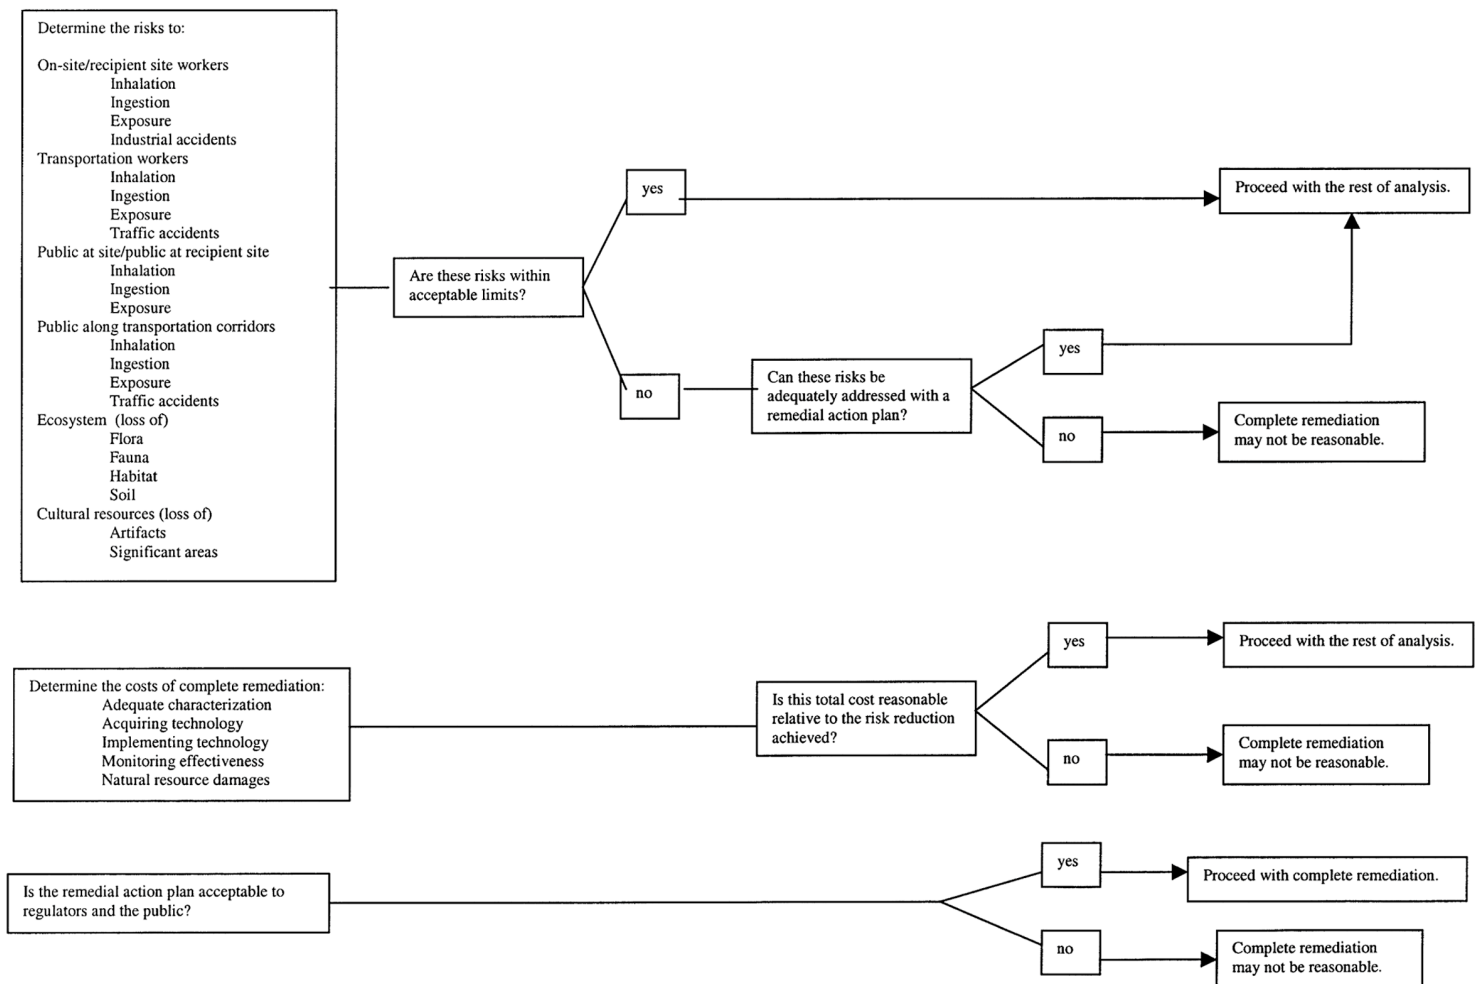 Determine the risks to:
On-site/recipient site workers
Inhalation
Ingestion
Exposure
Industrial accidents
Transportation workers
Inhalation
Ingestion
Exposure
Traffic accidents
Public at site/public at recipient site
Inhalation
Ingestion
Exposure
Public along transportation corridors
Inhalation
Ingestion
Exposure
Traffic accidents
Ecosystem (loss of)
Flora
Fauna
Habitat
Soil
Cultural resources (loss of)
Artifacts
Significant areas
Are these risks within
acceptable limits?
yes
Proceed with the rest of analysis.
no
Can these risks be
adequately addressed with a
remedial action plan?
yes
no
Complete remediation
may not be reasonable.
Determine the costs of complete remediation:
Adequate characterization
Acquiring technology
Implementing technology
Monitoring effectiveness
Natural resource damages
Is this total cost reasonable
relative to the risk reduction
achieved?
yes
Proceed with the rest of analysis.
no
Complete remediation
may not be reasonable.
Is the remedial action plan acceptable to
regulators and the public?
yes
Proceed with complete remediation.
no
Complete remediation
may not be reasonable.